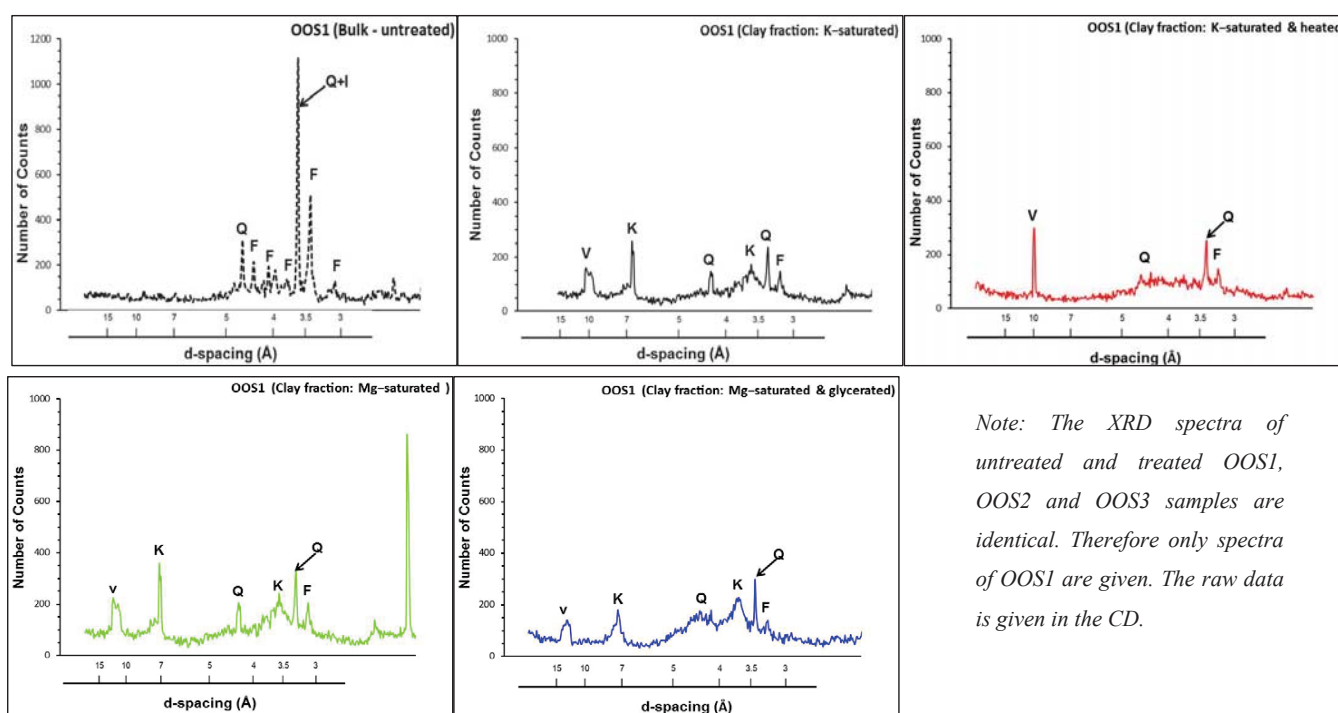 OOS1 (Bulk - untreated)
1200
1000
800
600
400
200
0
Number of Counts
Q+I
F
Q
F
F
F
F
15 10 7 5 4 3.5 3
d-spacing (Å)
OOS1 (Clay fraction: K-saturated)
1000
800
600
400
200
0
Number of Counts
V
K
Q
K
Q
F
15 10 7 5 4 3.5 3
d-spacing (Å)
OOS1 (Clay fraction: K-saturated & heated
1000
800
600
400
200
0
Number of Counts
V
Q
Q
F
15 10 7 5 4 3.5 3
d-spacing (Å)
OOS1 (Clay fraction: Mg-saturated )
1000
800
600
400
200
0
Number of Counts
v
K
Q
K
Q
F
15 10 7 5 4 3.5 3
d-spacing (Å)
OOS1 (Clay fraction: Mg-saturated & glycerated)
1000
800
600
400
200
0
Number of Counts
v
K
Q
K
Q
F
15 10 7 5 4 3.5 3
d-spacing (Å)
Note: The XRD spectra of
untreated and treated OOS1,
OOS2 and OOS3 samples are
identical. Therefore only spectra
of OOS1 are given. The raw data
is given in the CD.